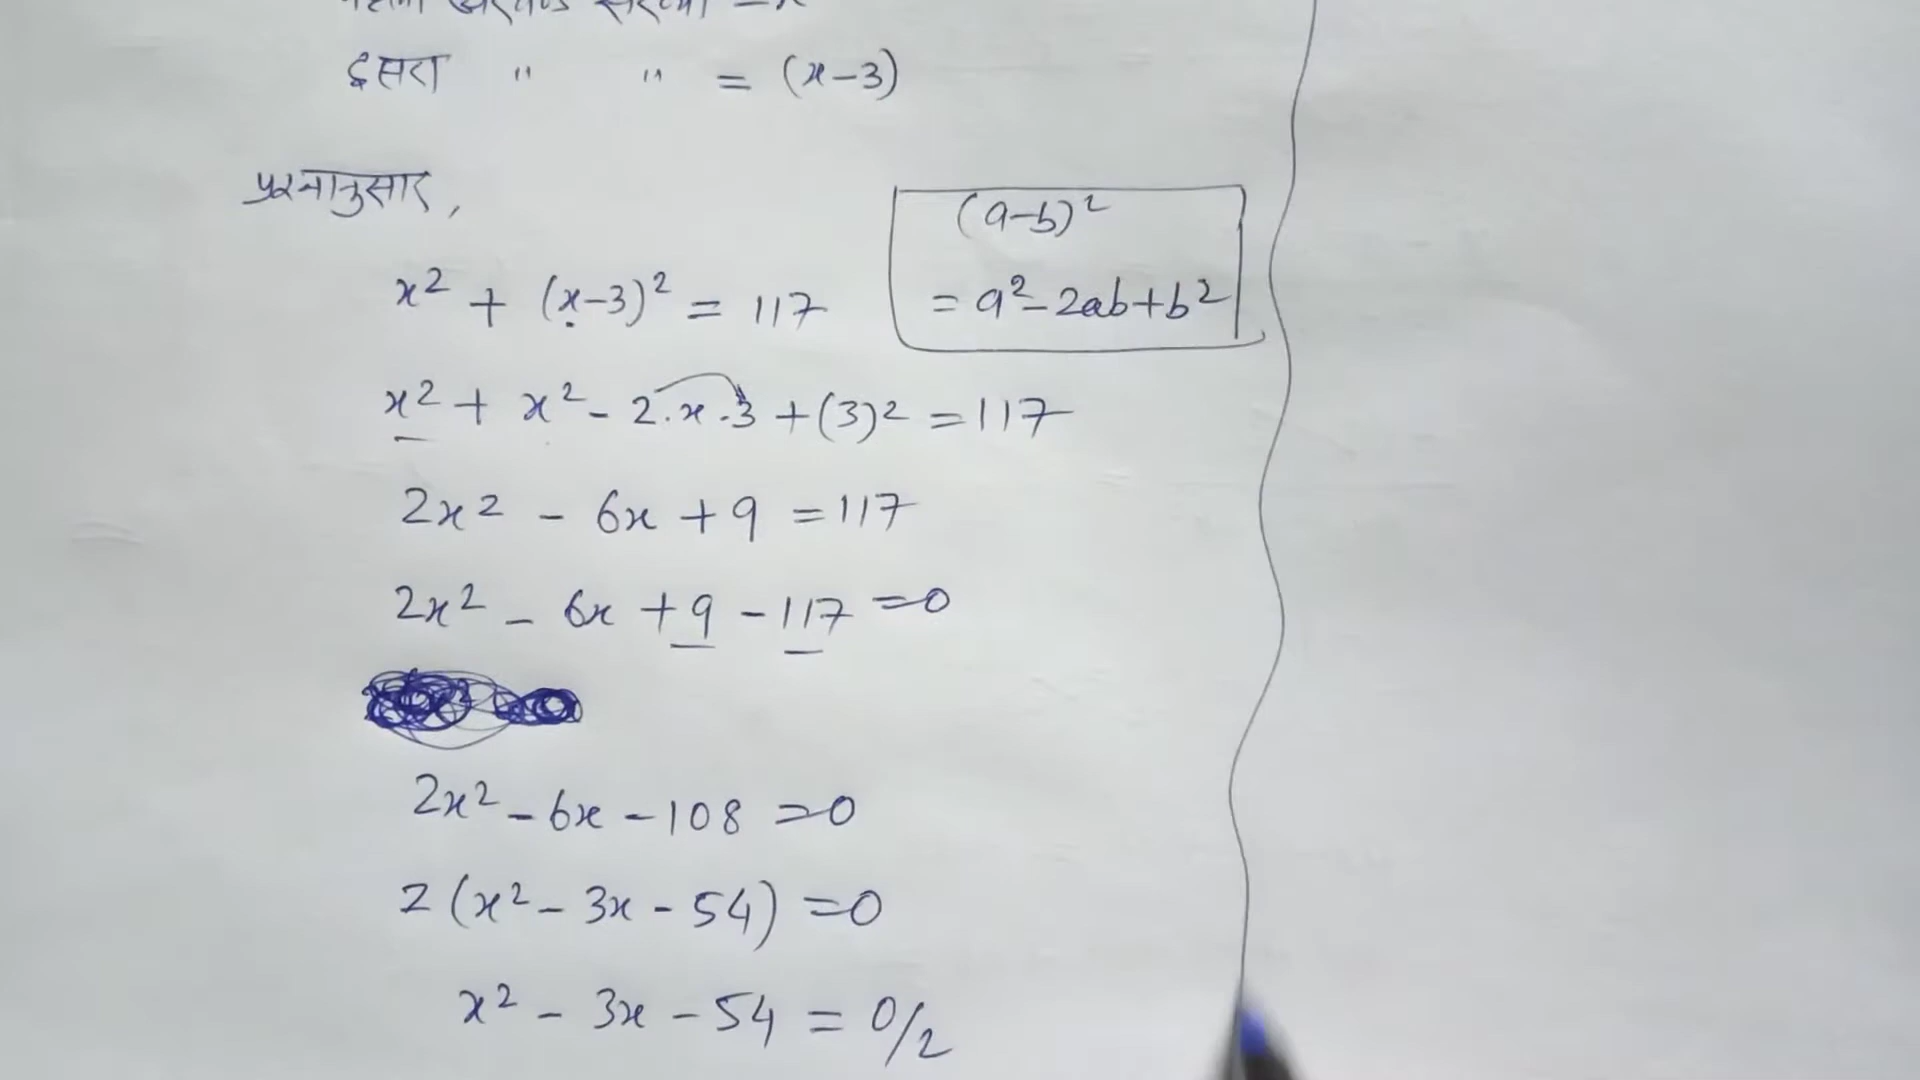 दूसरा " " = (x-3)
प्रश्नानुसार,
(a-b)²
= a²-2ab+b²
x² + (x-3)² = 117
x² + x² - 2.x.3 + (3)² = 117
2x² - 6x + 9 = 117
2x² - 6x + 9 - 117 = 0
2x² - 6x - 108 = 0
2 (x² - 3x - 54) = 0
x² - 3x - 54 = 0/2